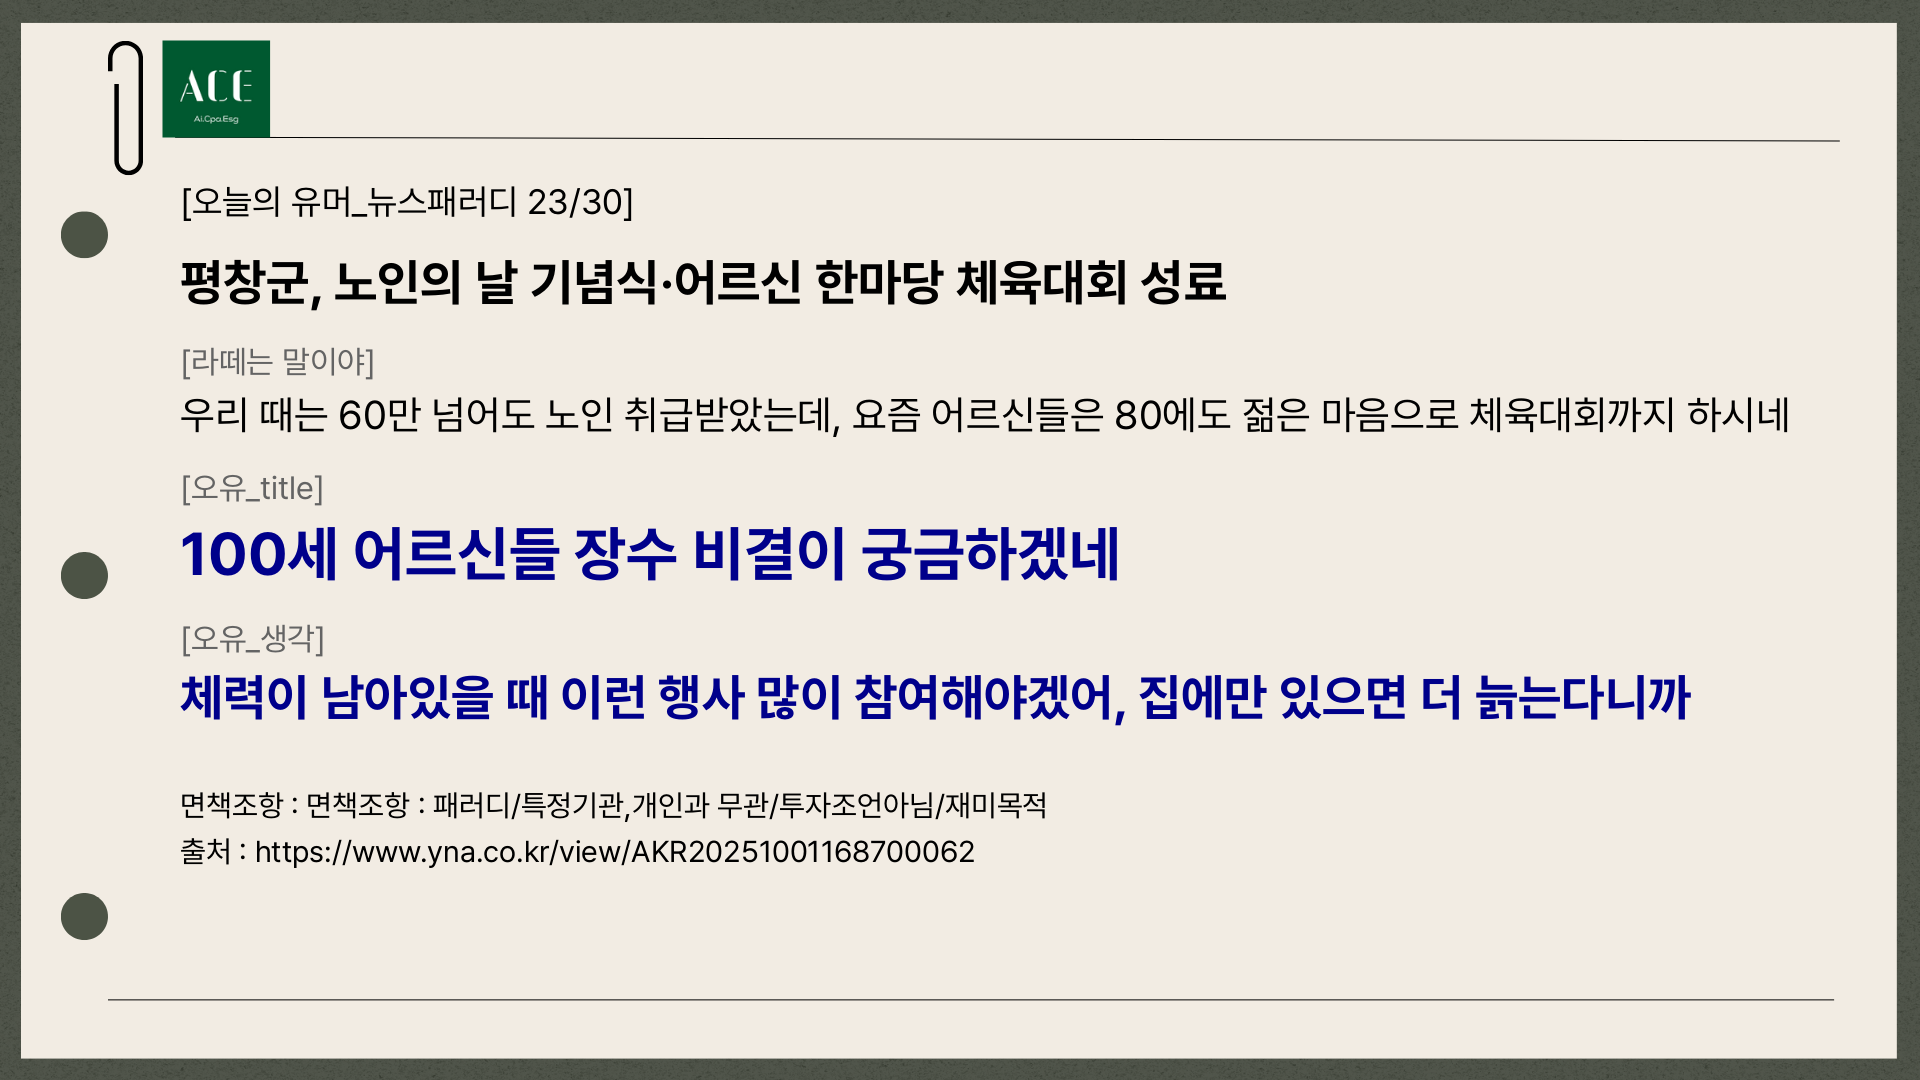 ACE
Ai.Cpa.Esg
[오늘의 유머_뉴스패러디 23/30]
평창군, 노인의 날 기념식·어르신 한마당 체육대회 성료
[라떼는 말이야]
우리 때는 60만 넘어도 노인 취급받았는데, 요즘 어르신들은 80에도 젊은 마음으로 체육대회까지 하시네
[오유_title]
100세 어르신들 장수 비결이 궁금하겠네
[오유_생각]
체력이 남아있을 때 이런 행사 많이 참여해야겠어, 집에만 있으면 더 늙는다니까
면책조항 : 면책조항 : 패러디/특정기관,개인과 무관/투자조언아님/재미목적
출처 : https://www.yna.co.kr/view/AKR20251001168700062